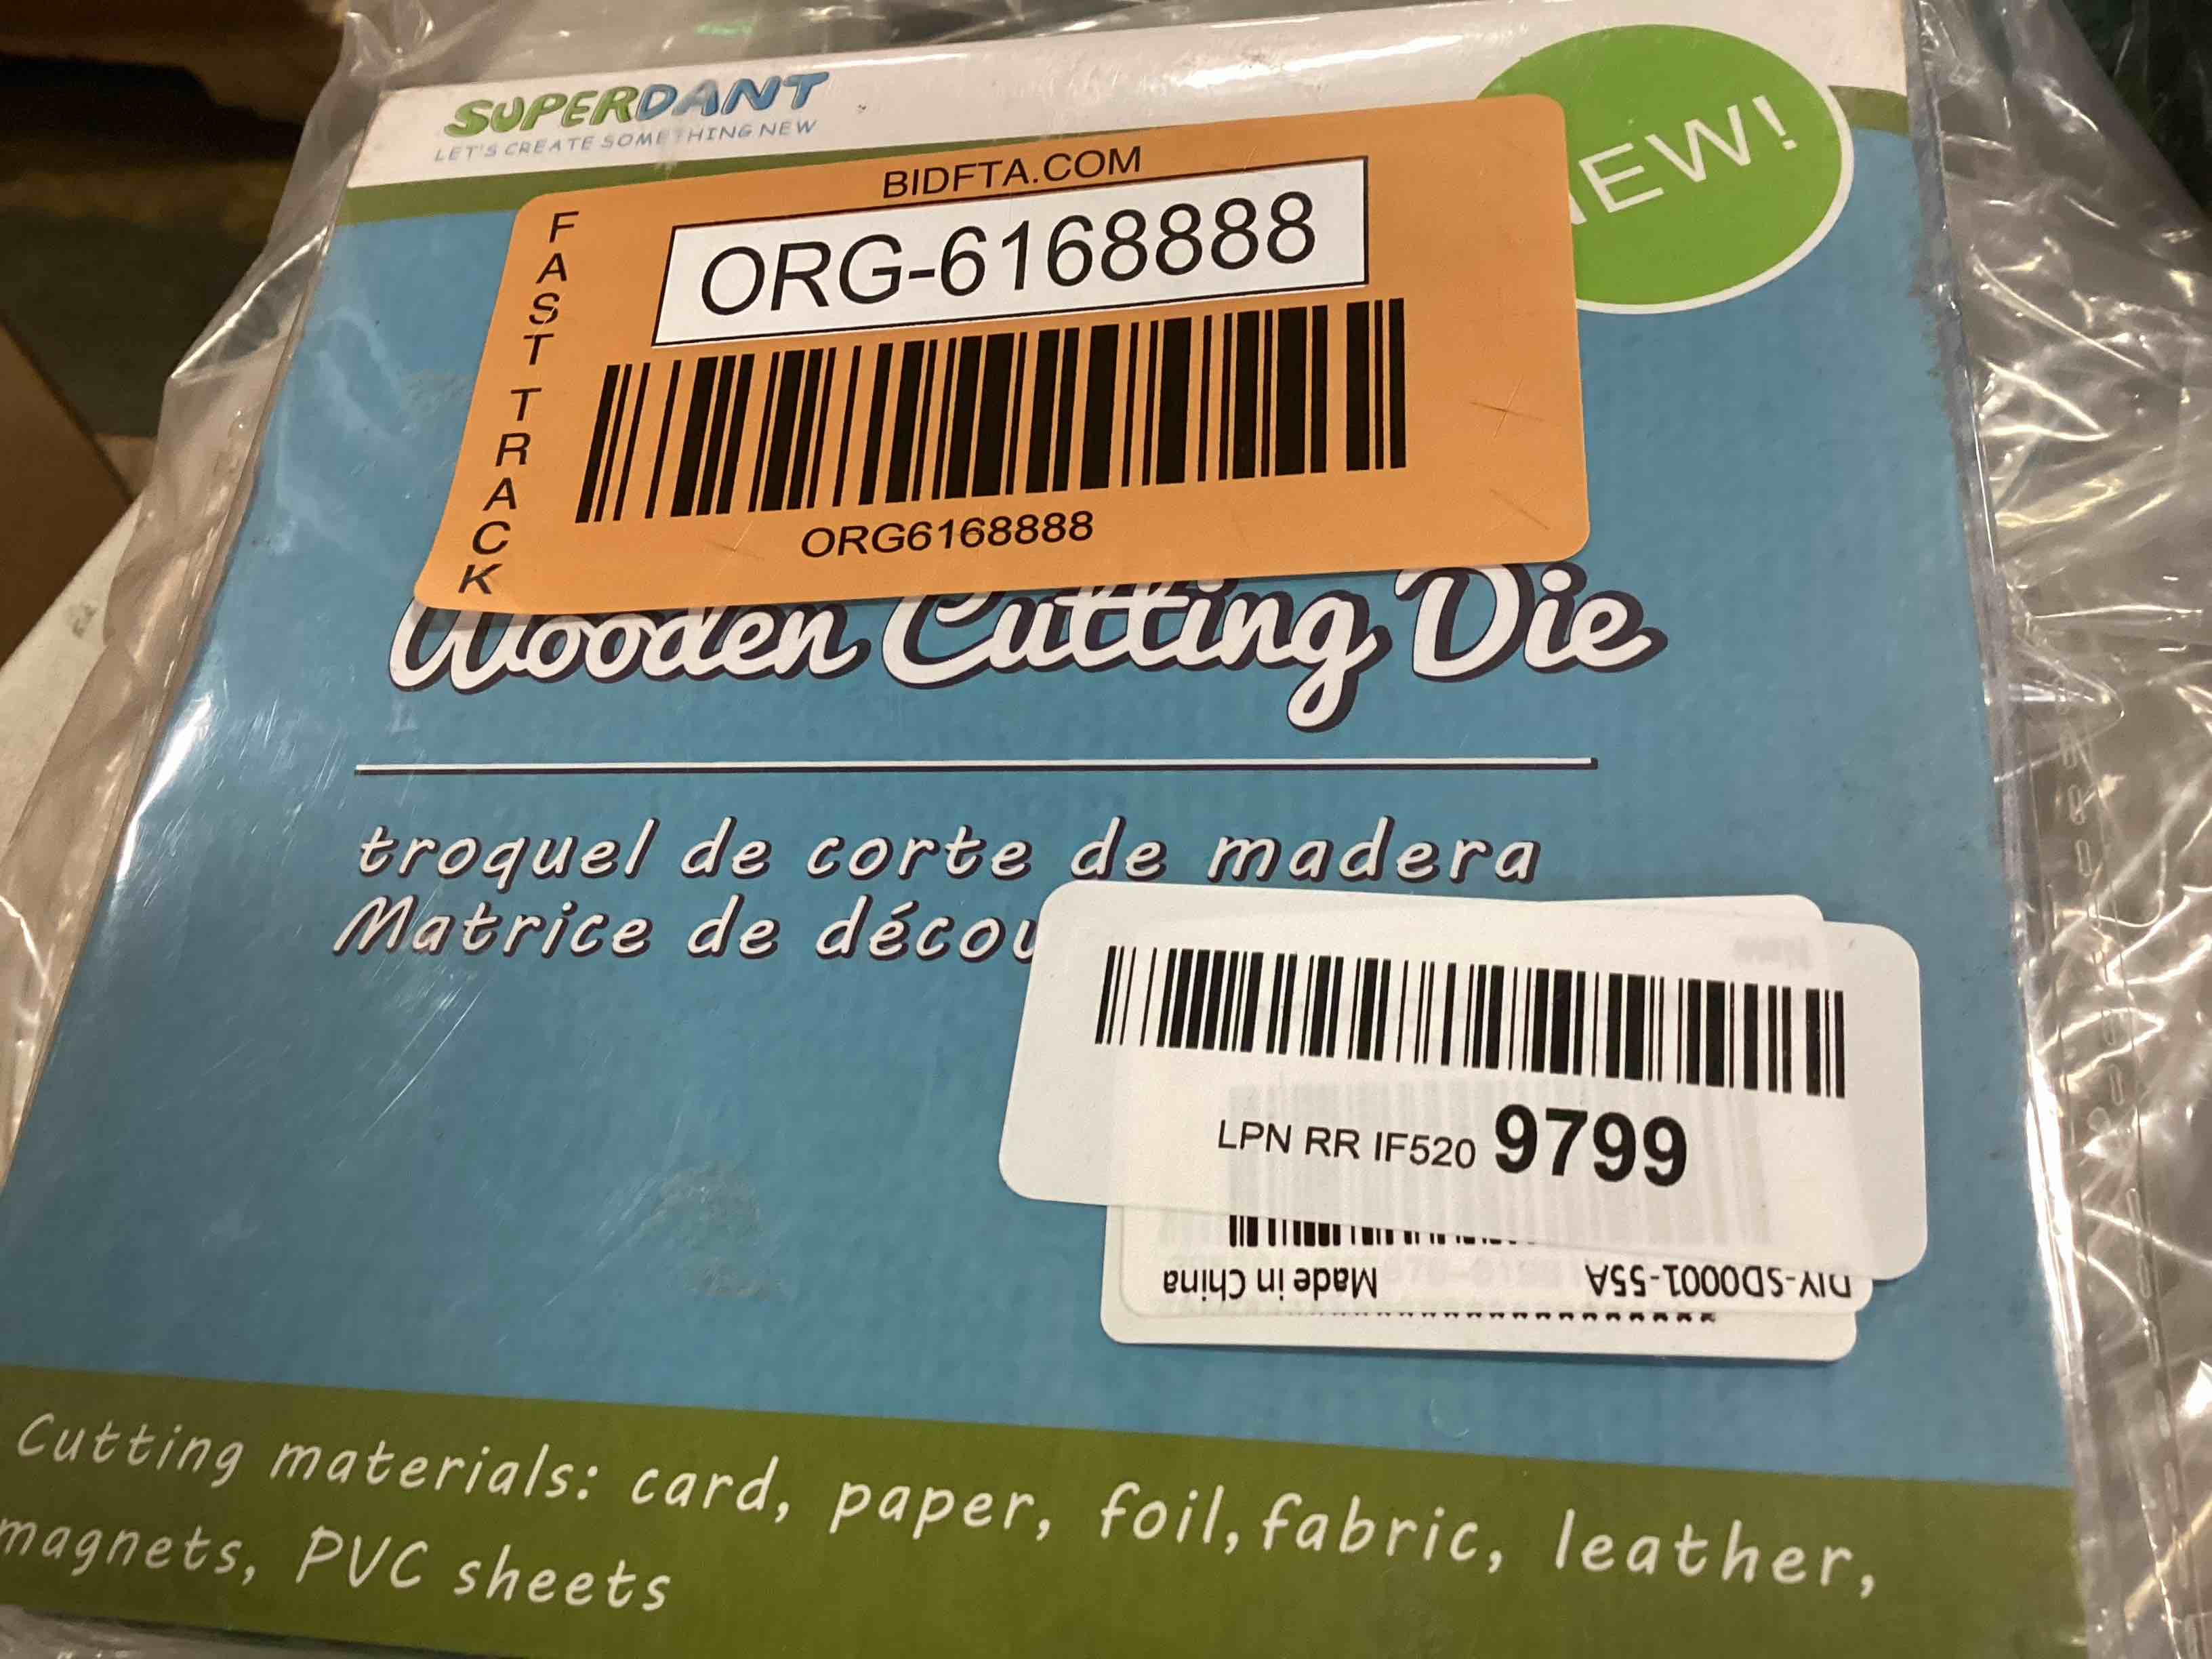 SUPERDANT
LET'S CREATE SOMETHING NEW
EW!
BIDFTA.COM
FAST TRACK
ORG-6168888
ORG6168888
Wooden Cutting Die
troquel de corte de madera
Matrice de décou
LPN RR IF520 9799
DIY-SD0001-55A
Made in China
Cutting materials: card, paper, foil, fabric, leather,
magnets, PVC sheets